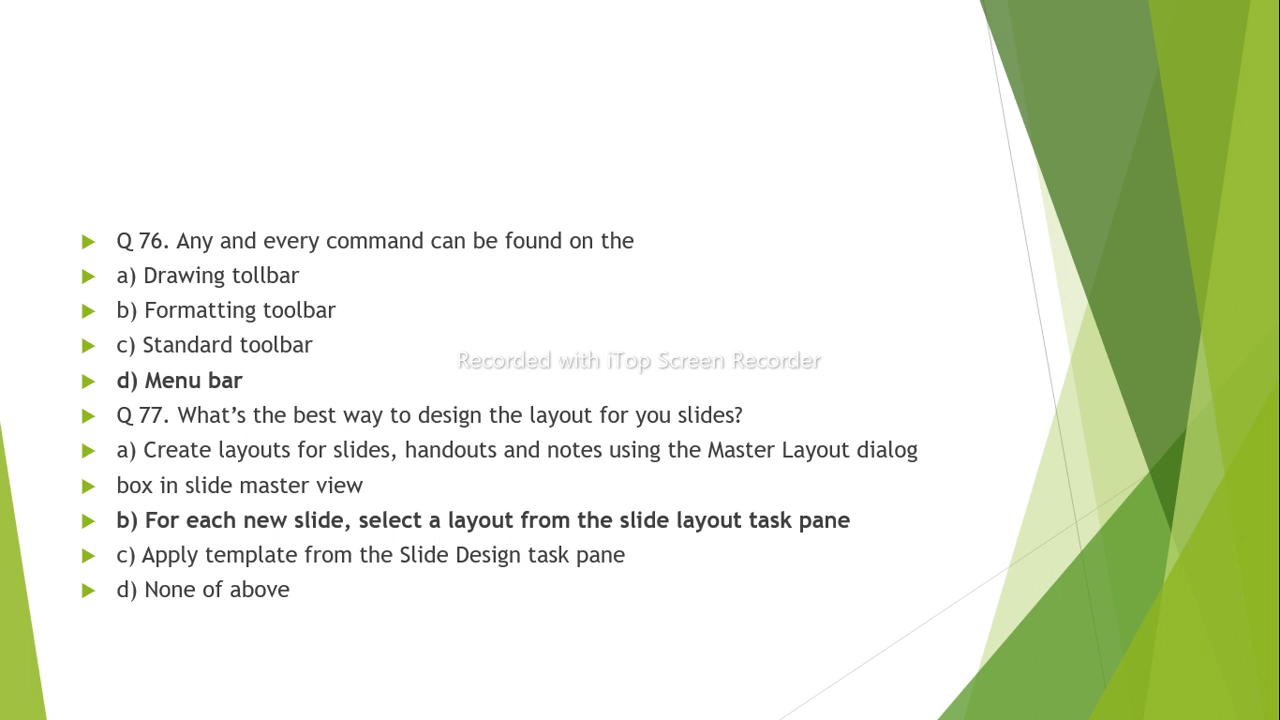 Q 76. Any and every command can be found on the
a) Drawing tollbar
b) Formatting toolbar
c) Standard toolbar
Recorded with iTop Screen Recorder
d) Menu bar
Q 77. What’s the best way to design the layout for you slides?
a) Create layouts for slides, handouts and notes using the Master Layout dialog
box in slide master view
b) For each new slide, select a layout from the slide layout task pane
c) Apply template from the Slide Design task pane
d) None of above